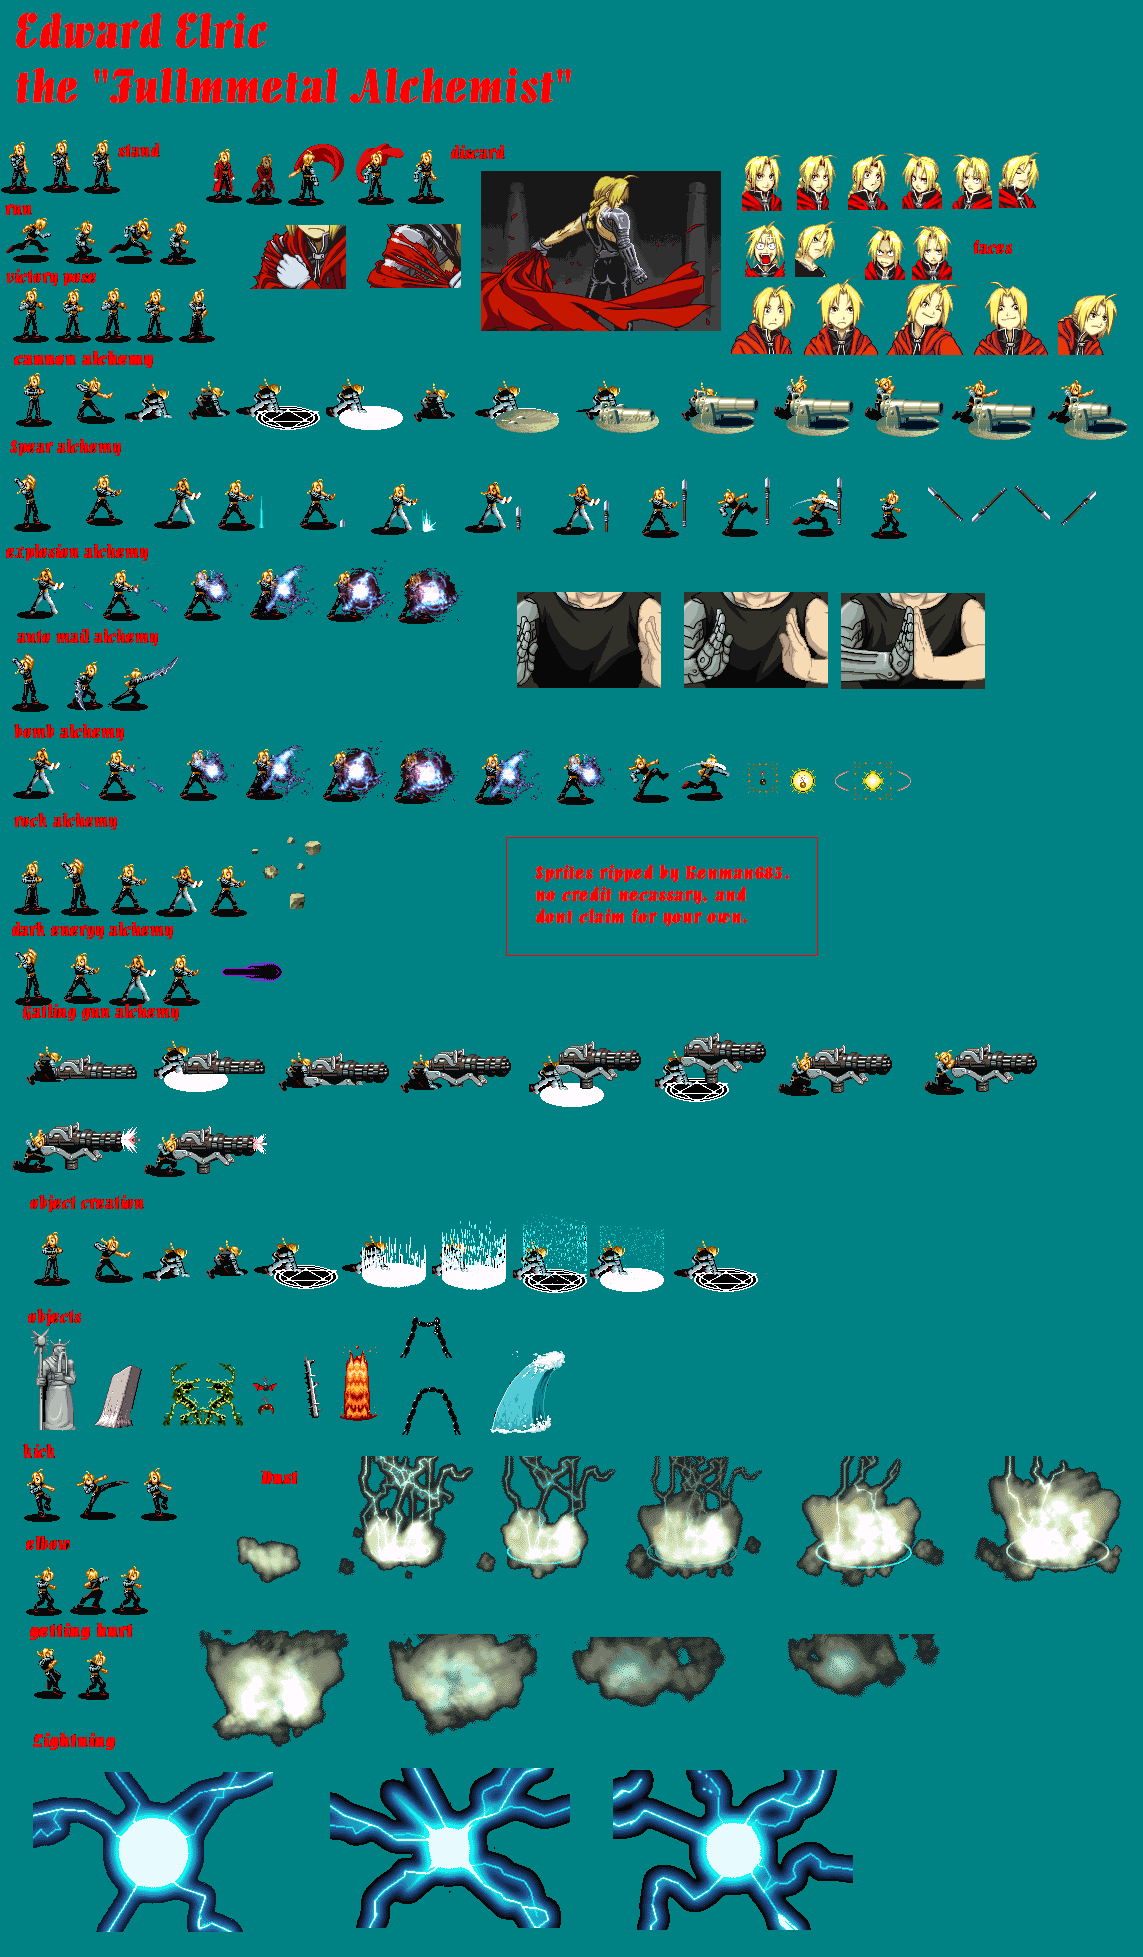 Edward Elric
the "Fullmmetal Alchemist"
stand
discard
run
faces
victory pose
cannon alchemy
Spear alchemy
explosion alchemy
auto mail alchemy
bomb alchemy
rock alchemy
Sprites ripped by Kenman683.
no credit necassary, and
dont claim for your own.
dark energy alchemy
Gatling gun alchemy
object creation
objects
kick
Dust
elbow
getting hurt
Lightning